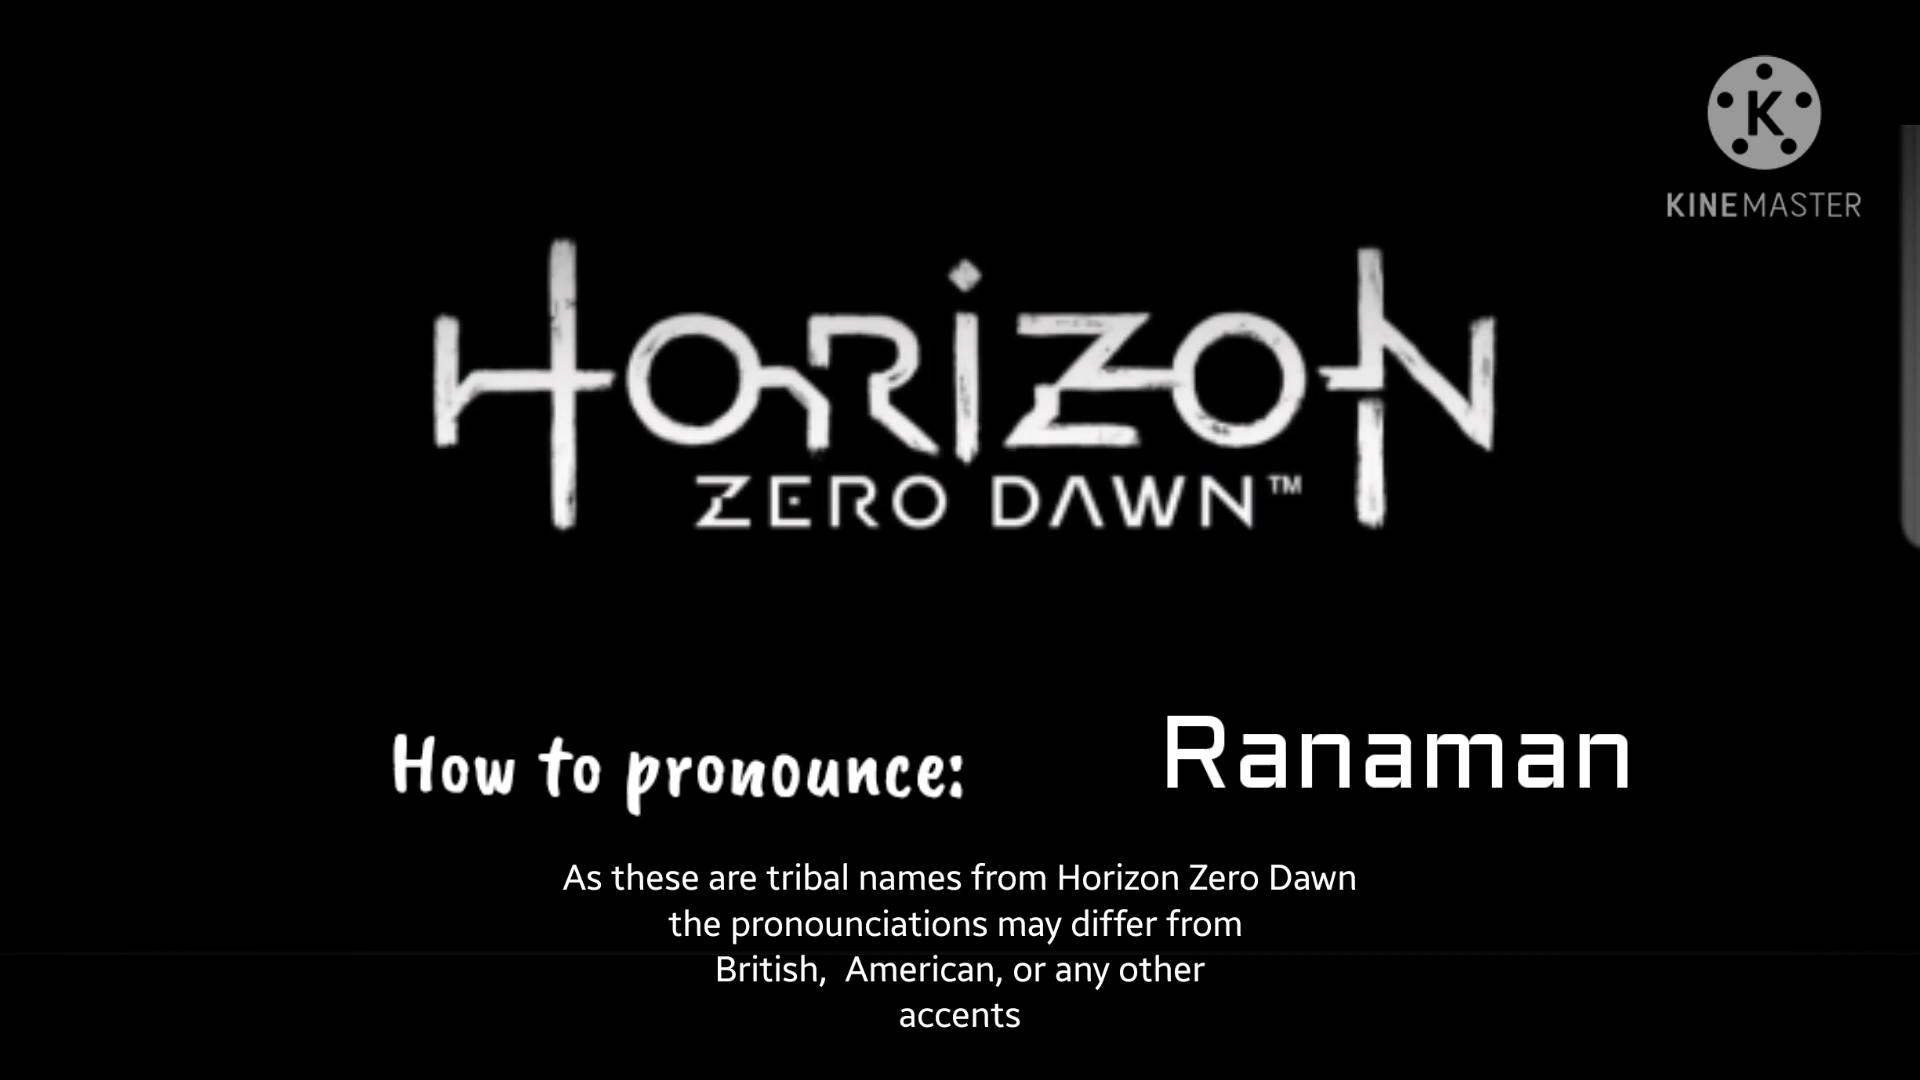 K
KINEMASTER
HORIZON
ZERO DAWN™
How to pronounce: Ranaman
As these are tribal names from Horizon Zero Dawn
the pronounciations may differ from
British,  American, or any other
accents